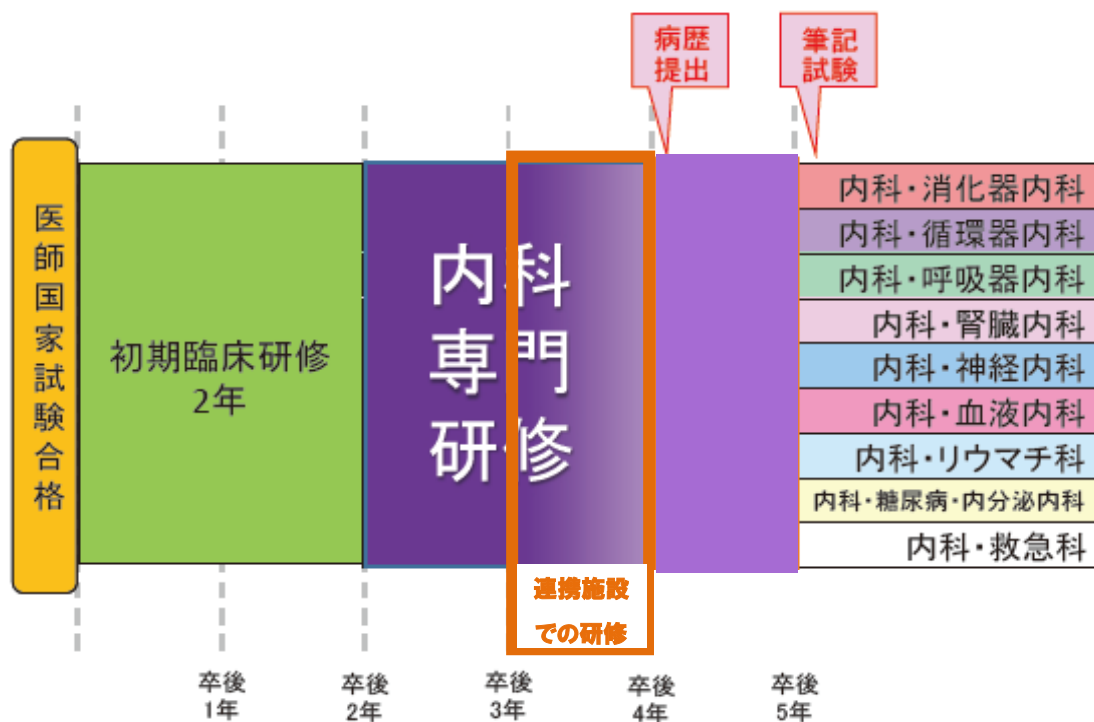 病歴
提出
筆記
試験
医師国家試験合格
初期臨床研修
2年
内科
専門
研修
連携施設
での研修
内科・消化器内科
内科・循環器内科
内科・呼吸器内科
内科・腎臓内科
内科・神経内科
内科・血液内科
内科・リウマチ科
内科・糖尿病・内分泌内科
内科・救急科
卒後
1年
卒後
2年
卒後
3年
卒後
4年
卒後
5年